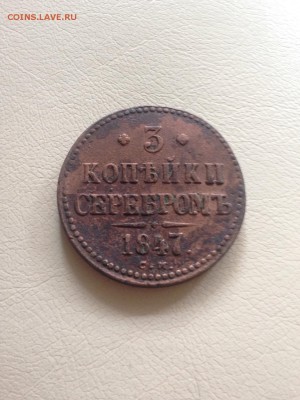 COINS.LAVE.RU
3
КОПѢЙКИ
СЕРЕБРОМЪ
1847.
С.М.